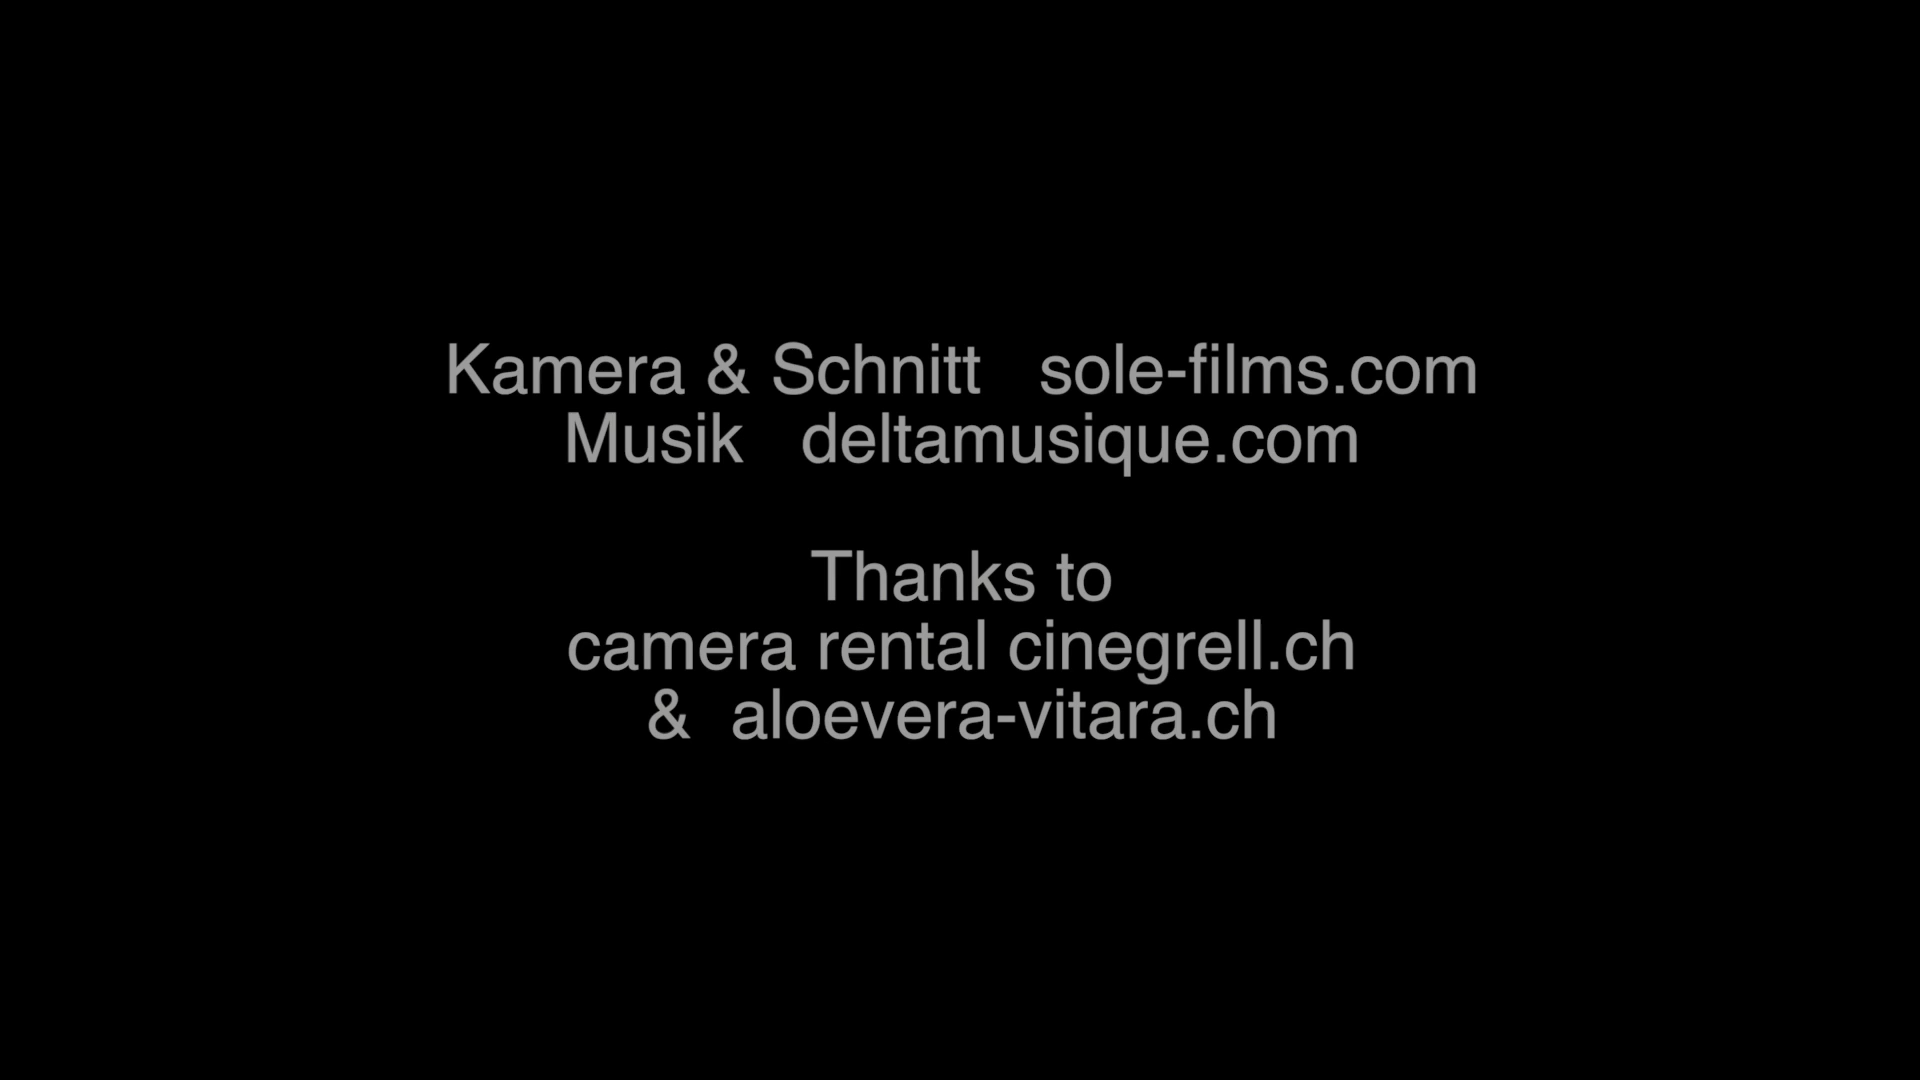 Kamera & Schnitt   sole-films.com
Musik   deltamusique.com
Thanks to
camera rental cinegrell.ch
&  aloevera-vitara.ch